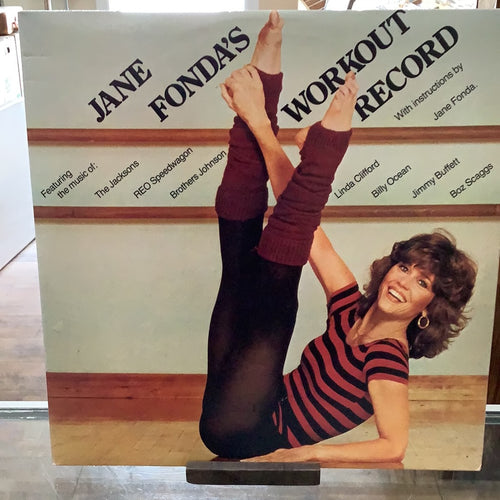 JANE FONDA'S
WORKOUT
RECORD
With instructions by
Jane Fonda.
Featuring
the music of:
The Jacksons
REO Speedwagon
Brothers Johnson
Linda Clifford
Billy Ocean
Jimmy Buffett
Boz Scaggs